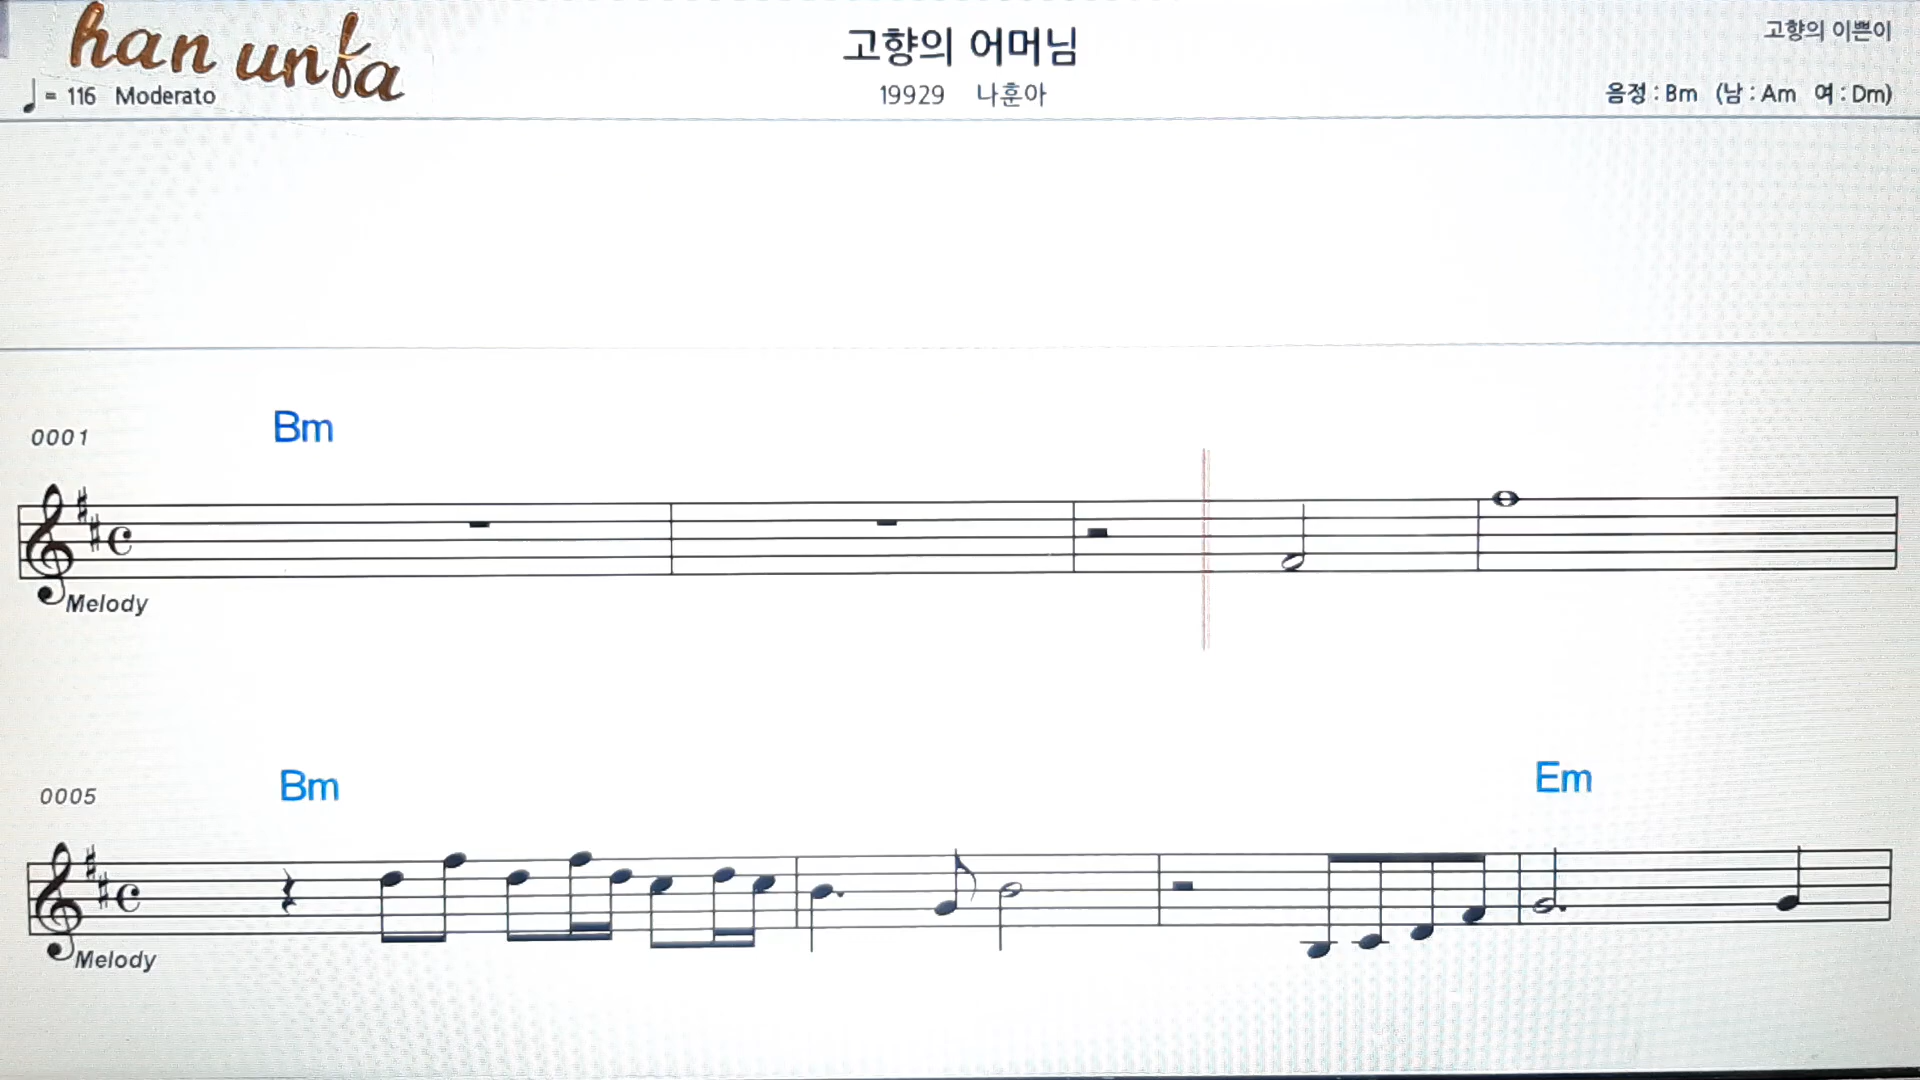 han unfa
고향의 어머님
고향의 이쁜이
♩= 116 Moderato
19929 나훈아
음정 : Bm (남 : Am 여 : Dm)
0001
Bm
Melody
0005
Bm
Em
Melody